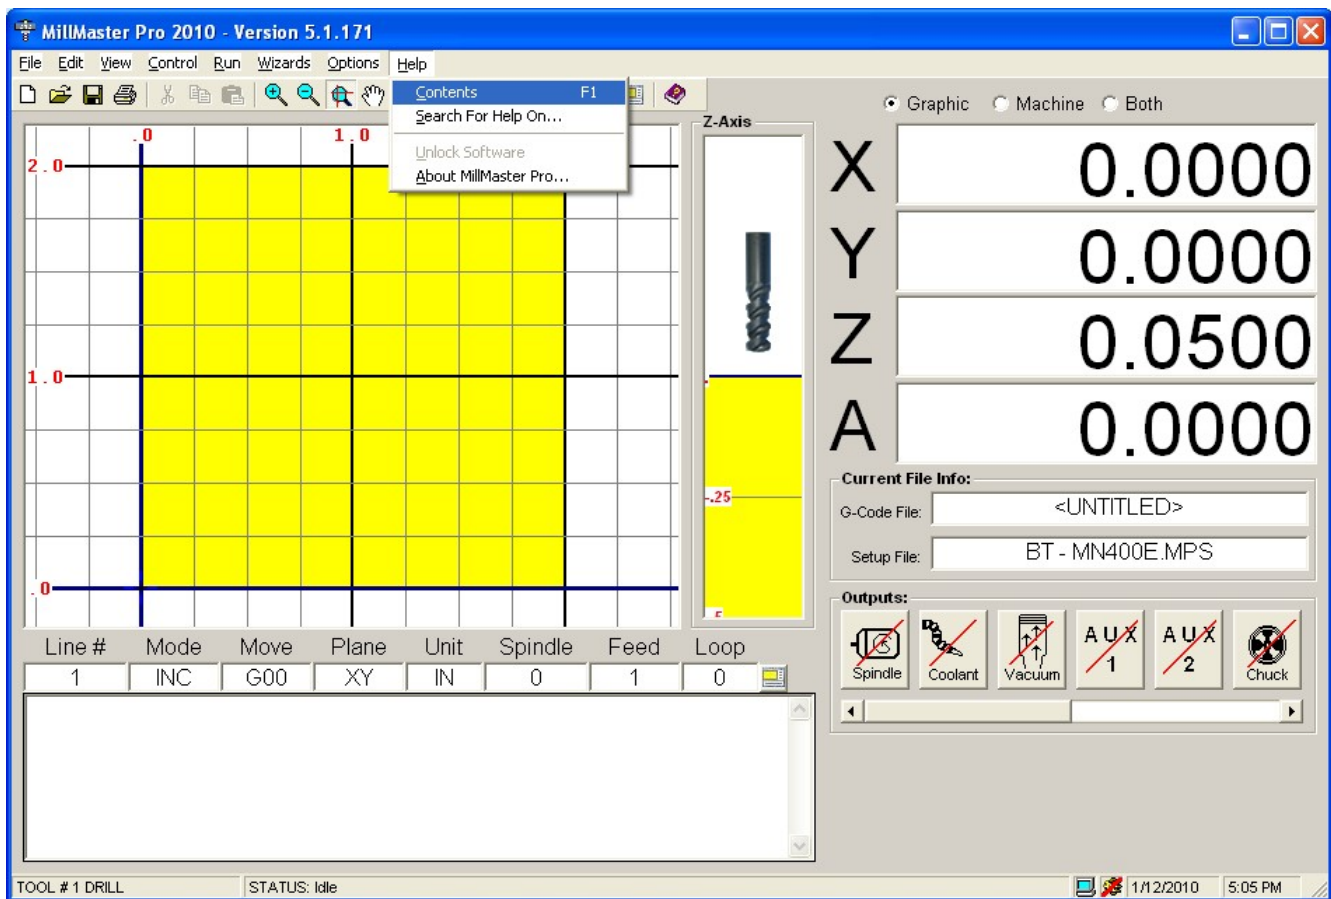 MillMaster Pro 2010 - Version 5.1.171
File Edit View Control Run Wizards Options Help
Contents F1
Search For Help On...
Unlock Software
About MillMaster Pro...
Graphic Machine Both
.0 1.0
2.0
1.0
.0
Z-Axis
-.25
X 0.0000
Y 0.0000
Z 0.0500
A 0.0000
Current File Info:
G-Code File: <UNTITLED>
Setup File: BT - MN400E.MPS
Outputs:
Spindle Coolant Vacuum AUX 1 AUX 2 Chuck
Line # Mode Move Plane Unit Spindle Feed Loop
1 INC G00 XY IN 0 1 0
TOOL # 1 DRILL STATUS: Idle 1/12/2010 5:05 PM